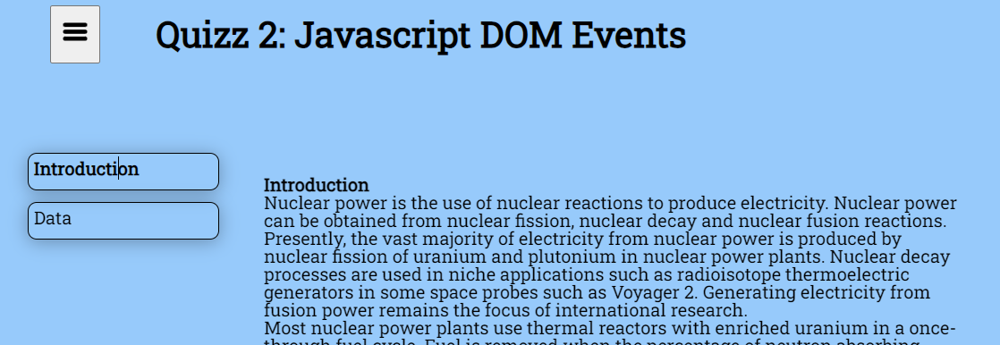 Quizz 2: Javascript DOM Events
Introduction
Data
Introduction
Nuclear power is the use of nuclear reactions to produce electricity. Nuclear power
can be obtained from nuclear fission, nuclear decay and nuclear fusion reactions.
Presently, the vast majority of electricity from nuclear power is produced by
nuclear fission of uranium and plutonium in nuclear power plants. Nuclear decay
processes are used in niche applications such as radioisotope thermoelectric
generators in some space probes such as Voyager 2. Generating electricity from
fusion power remains the focus of international research.
Most nuclear power plants use thermal reactors with enriched uranium in a once-
through fuel cycle. Fuel is removed when the percentage of neutron absorbing